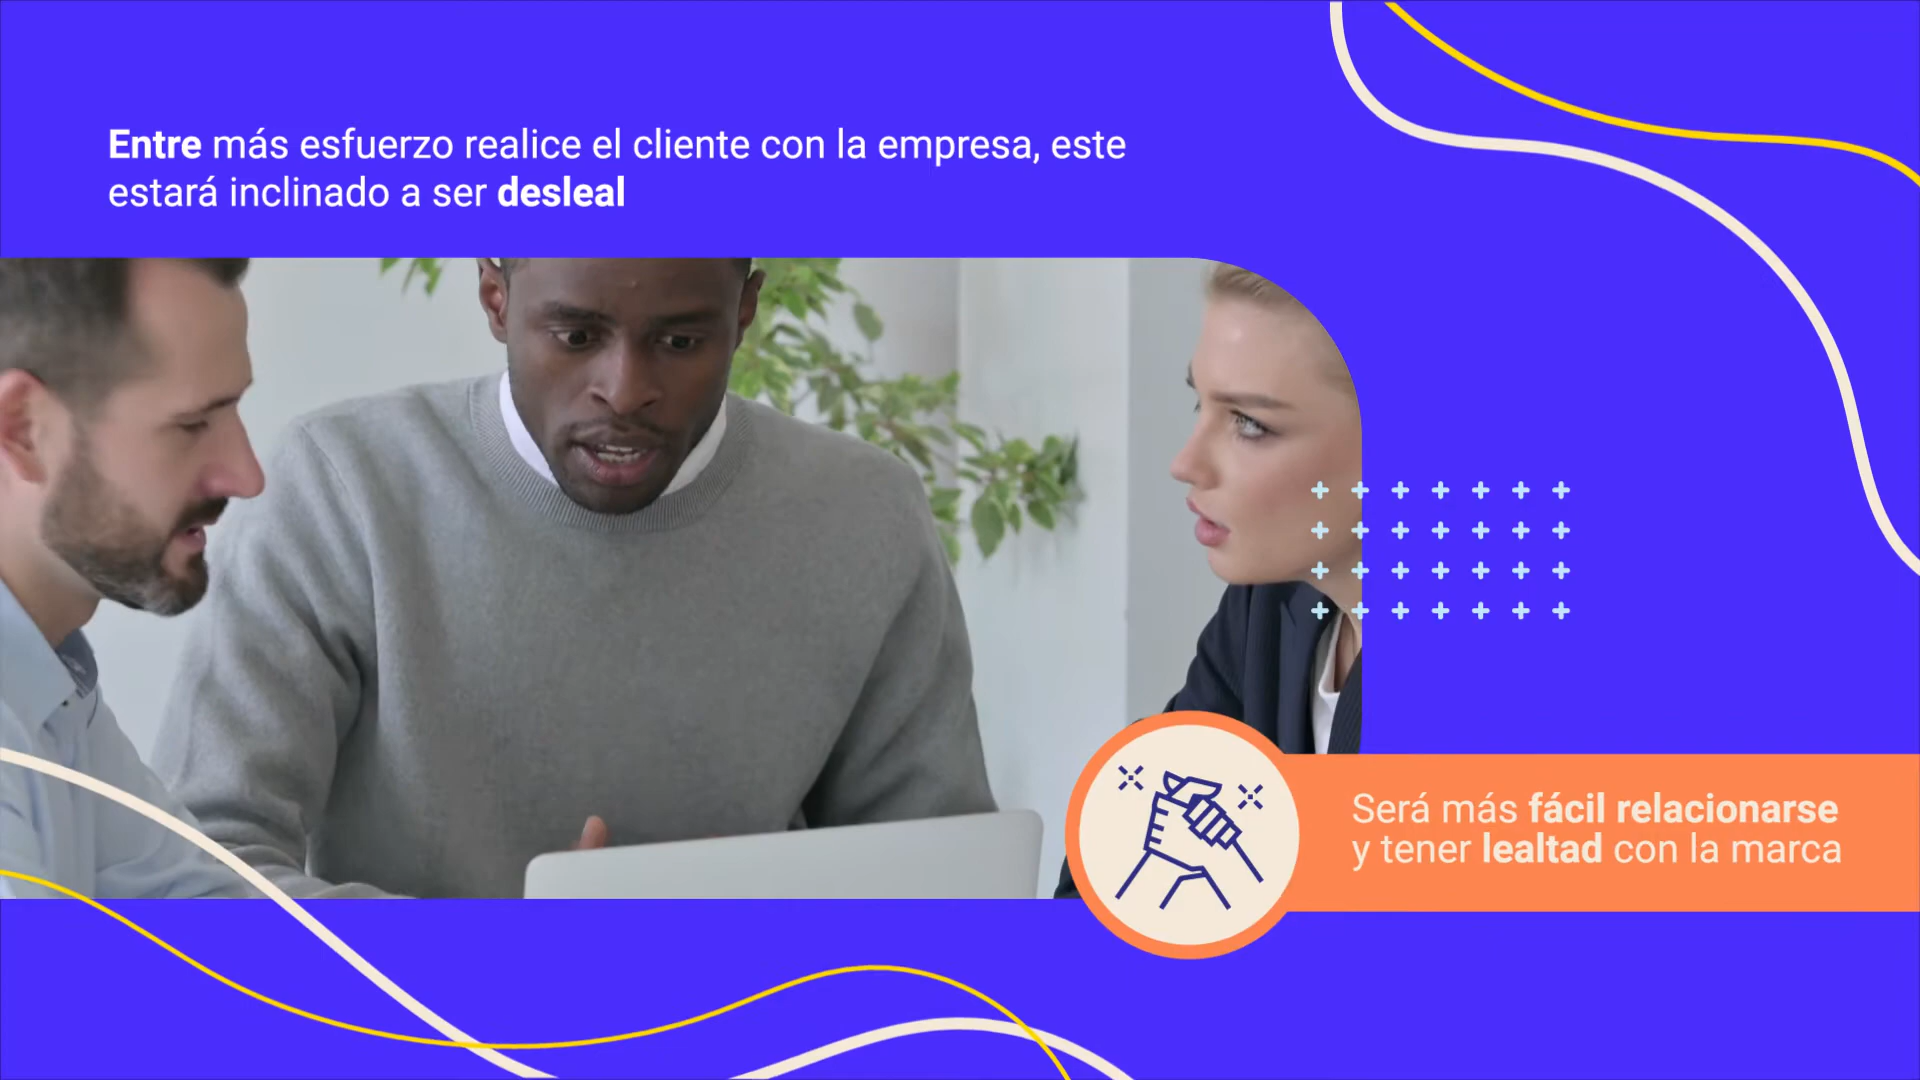 Entre más esfuerzo realice el cliente con la empresa, este
estará inclinado a ser desleal
Será más fácil relacionarse
y tener lealtad con la marca